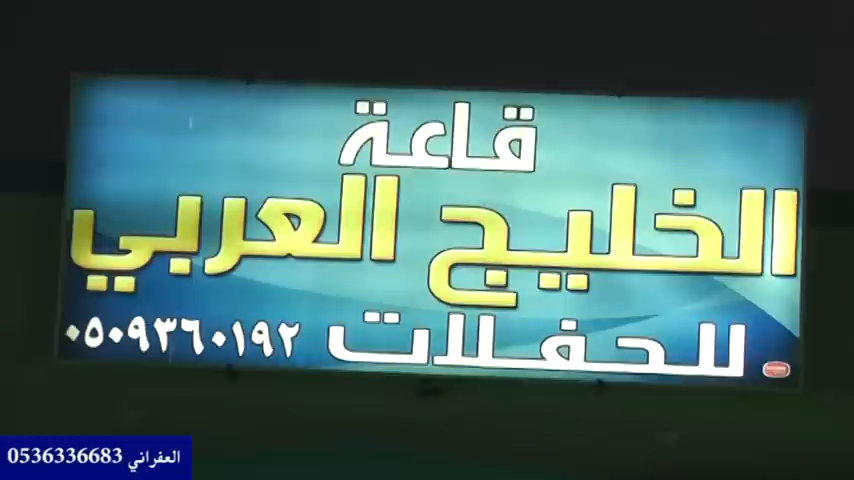 قاعة
الخليج العربي
للحفلات ٠٥٠٩٣٦٠١٩٢
العفراني 0536336683